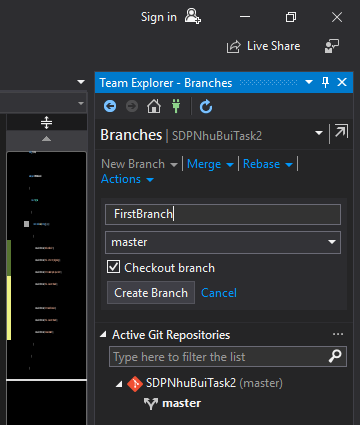 Sign in
Live Share
Team Explorer - Branches
Branches | SDPNhuBuiTask2
New Branch | Merge | Rebase |
Actions
FirstBranch
master
Checkout branch
Create Branch Cancel
Active Git Repositories
Type here to filter the list
SDPNhuBuiTask2 (master)
master